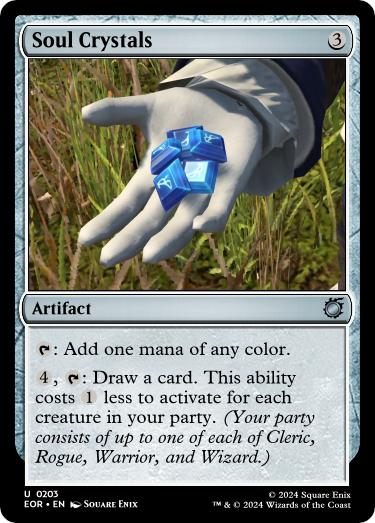 Soul Crystals 3
Artifact
: Add one mana of any color.
4, : Draw a card. This ability
costs 1 less to activate for each
creature in your party. (Your party
consists of up to one of each of Cleric,
Rogue, Warrior, and Wizard.)
U 0203 © 2024 Square Enix
EOR • EN Square Enix ™ & © 2024 Wizards of the Coast